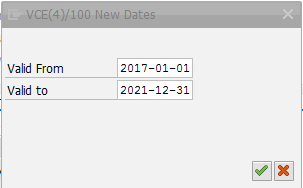 VCE(4)/100 New Dates
Valid From 2017-01-01
Valid to 2021-12-31